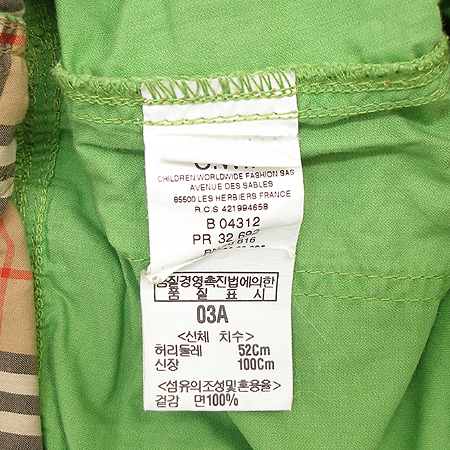 CHILDREN WORLDWIDE FASHION SAS
AVENUE DES SABLES
85500 LES HERBIERS FRANCE
R.C.S 421994659
B 04312
PR 32 692
품질경영촉진법에의한
품 질 표 시
03A
<신체 치수>
허리둘레 52Cm
신장 100Cm
<섬유의조성및혼용율>
겉감 면100%